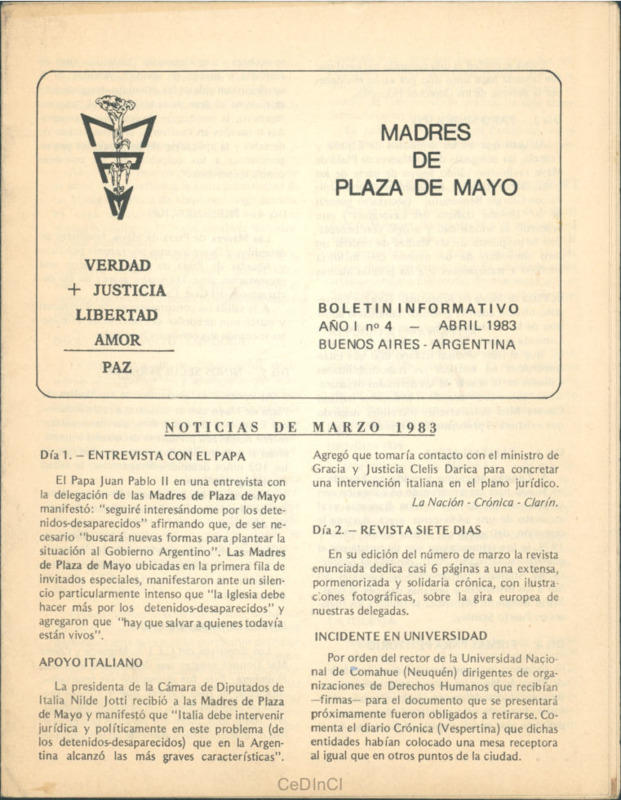 MADRES
DE
PLAZA DE MAYO
VERDAD
+ JUSTICIA
LIBERTAD
AMOR
PAZ
BOLETIN INFORMATIVO
AÑO I nº 4 — ABRIL 1983
BUENOS AIRES - ARGENTINA
NOTICIAS DE MARZO 1983
Día 1. — ENTREVISTA CON EL PAPA
El Papa Juan Pablo II en una entrevista con
la delegación de las Madres de Plaza de Mayo
manifestó: "seguiré interesándome por los dete-
nidos-desaparecidos" afirmando que, de ser ne-
cesario "buscará nuevas formas para plantear la
situación al Gobierno Argentino". Las Madres
de Plaza de Mayo ubicadas en la primera fila de
invitados especiales, manifestaron ante un silen-
cio particularmente intenso que "la Iglesia debe
hacer más por los detenidos-desaparecidos" y
agregaron que "hay que salvar a quienes todavía
están vivos".
APOYO ITALIANO
La presidenta de la Cámara de Diputados de
Italia Nilde Jotti recibió a las Madres de Plaza
de Mayo y manifestó que "Italia debe intervenir
jurídica y políticamente en este problema (de
los detenidos-desaparecidos) que en la Argen-
tina alcanzó las más graves características".
Agregó que tomaría contacto con el ministro de
Gracia y Justicia Clelis Darica para concretar
una intervención italiana en el plano jurídico.
La Nación - Crónica - Clarín.
Día 2. — REVISTA SIETE DIAS
En su edición del número de marzo la revista
enunciada dedica casi 6 páginas a una extensa,
pormenorizada y solidaria crónica, con ilustra-
ciones fotográficas, sobre la gira europea de
nuestras delegadas.
INCIDENTE EN UNIVERSIDAD
Por orden del rector de la Universidad Nacio-
nal de Comahue (Neuquén) dirigentes de orga-
nizaciones de Derechos Humanos que recibían
—firmas— para el documento que se presentará
próximamente fueron obligados a retirarse. Co-
menta el diario Crónica (Vespertina) que dichas
entidades habían colocado una mesa receptora
al igual que en otros puntos de la ciudad.
CeDInCI